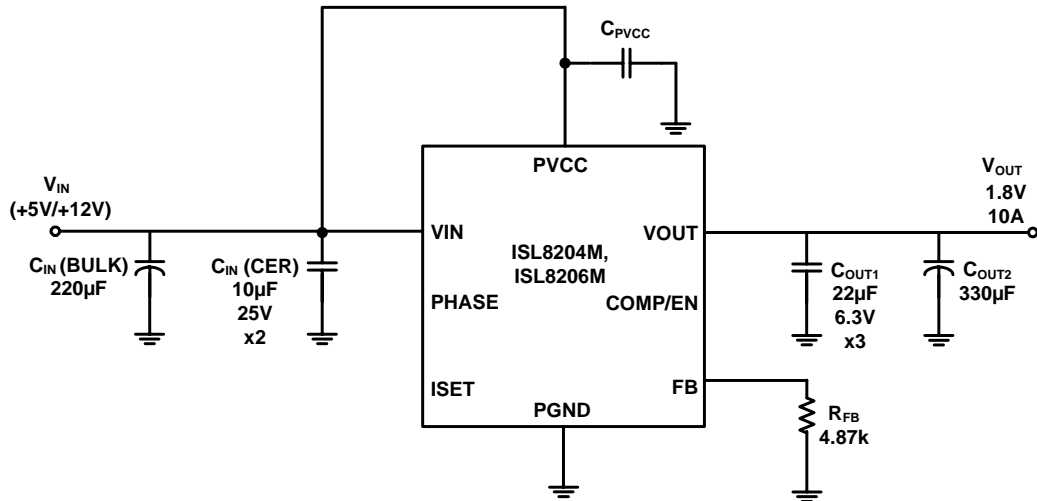 CPVCC
PVCC
VIN
(+5V/+12V)
VOUT
1.8V
10A
VIN
VOUT
ISL8204M,
ISL8206M
CIN (BULK)
220µF
CIN (CER)
10µF
25V
x2
PHASE
COMP/EN
COUT1
22µF
6.3V
x3
COUT2
330µF
ISET
FB
PGND
RFB
4.87k